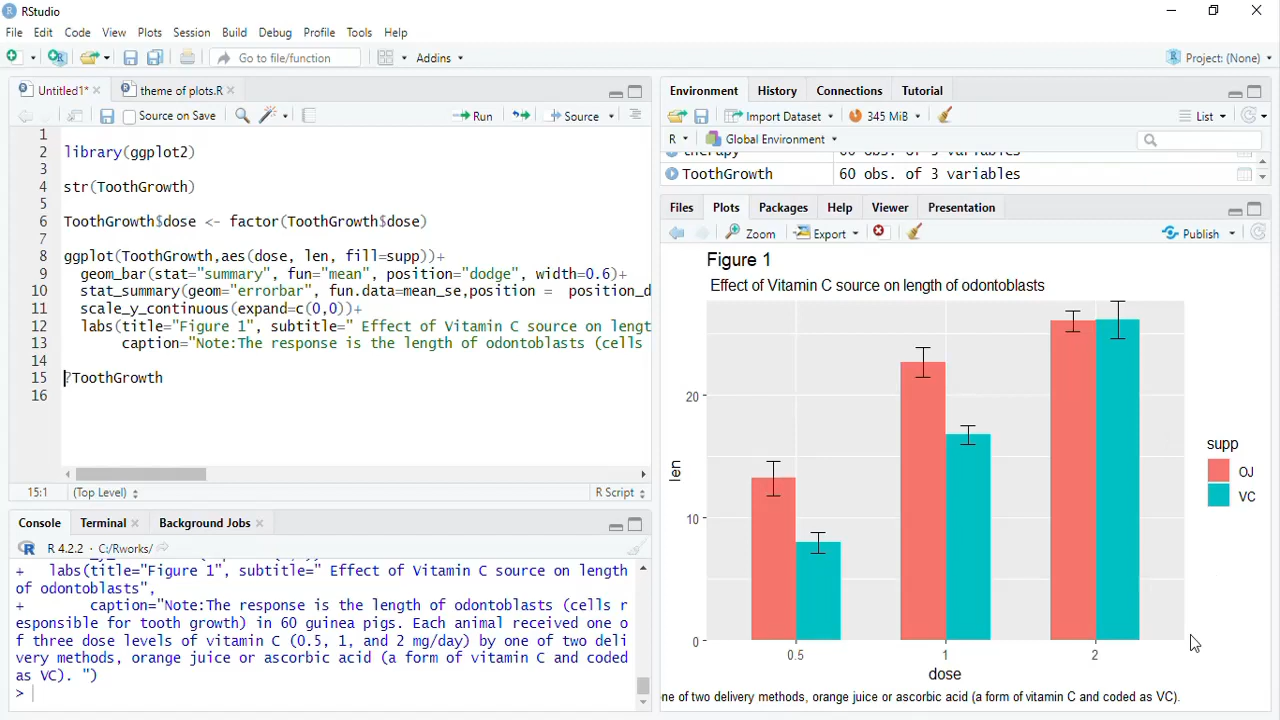 RStudio
File Edit Code View Plots Session Build Debug Profile Tools Help
Go to file/function Addins Project: (None)
Untitled1* theme of plots.R
Source on Save Run Source
1
2 library(ggplot2)
3
4 str(ToothGrowth)
5
6 ToothGrowth$dose <- factor(ToothGrowth$dose)
7
8 ggplot(ToothGrowth,aes(dose, len, fill=supp))+
9 geom_bar(stat="summary", fun="mean", position="dodge", width=0.6)+
10 stat_summary(geom="errorbar", fun.data=mean_se,position = position_d
11 scale_y_continuous(expand=c(0,0))+
12 labs(title="Figure 1", subtitle=" Effect of Vitamin C source on lengt
13 caption="Note:The response is the length of odontoblasts (cells
14
15 ?ToothGrowth
16
15:1 (Top Level) R Script
Console Terminal Background Jobs
R 4.2.2 · C:/Rworks/
+ labs(title="Figure 1", subtitle=" Effect of Vitamin C source on length
of odontoblasts",
+ caption="Note:The response is the length of odontoblasts (cells r
esponsible for tooth growth) in 60 guinea pigs. Each animal received one o
f three dose levels of vitamin C (0.5, 1, and 2 mg/day) by one of two deli
very methods, orange juice or ascorbic acid (a form of vitamin C and coded
as VC). ")
>
Environment History Connections Tutorial
Import Dataset 345 MiB List
R Global Environment
therapy 60 obs. of 3 variables
ToothGrowth 60 obs. of 3 variables
Files Plots Packages Help Viewer Presentation
Zoom Export Publish
Figure 1
Effect of Vitamin C source on length of odontoblasts
20
10
0
len
0.5 1 2
dose
supp
OJ
VC
ne of two delivery methods, orange juice or ascorbic acid (a form of vitamin C and coded as VC).